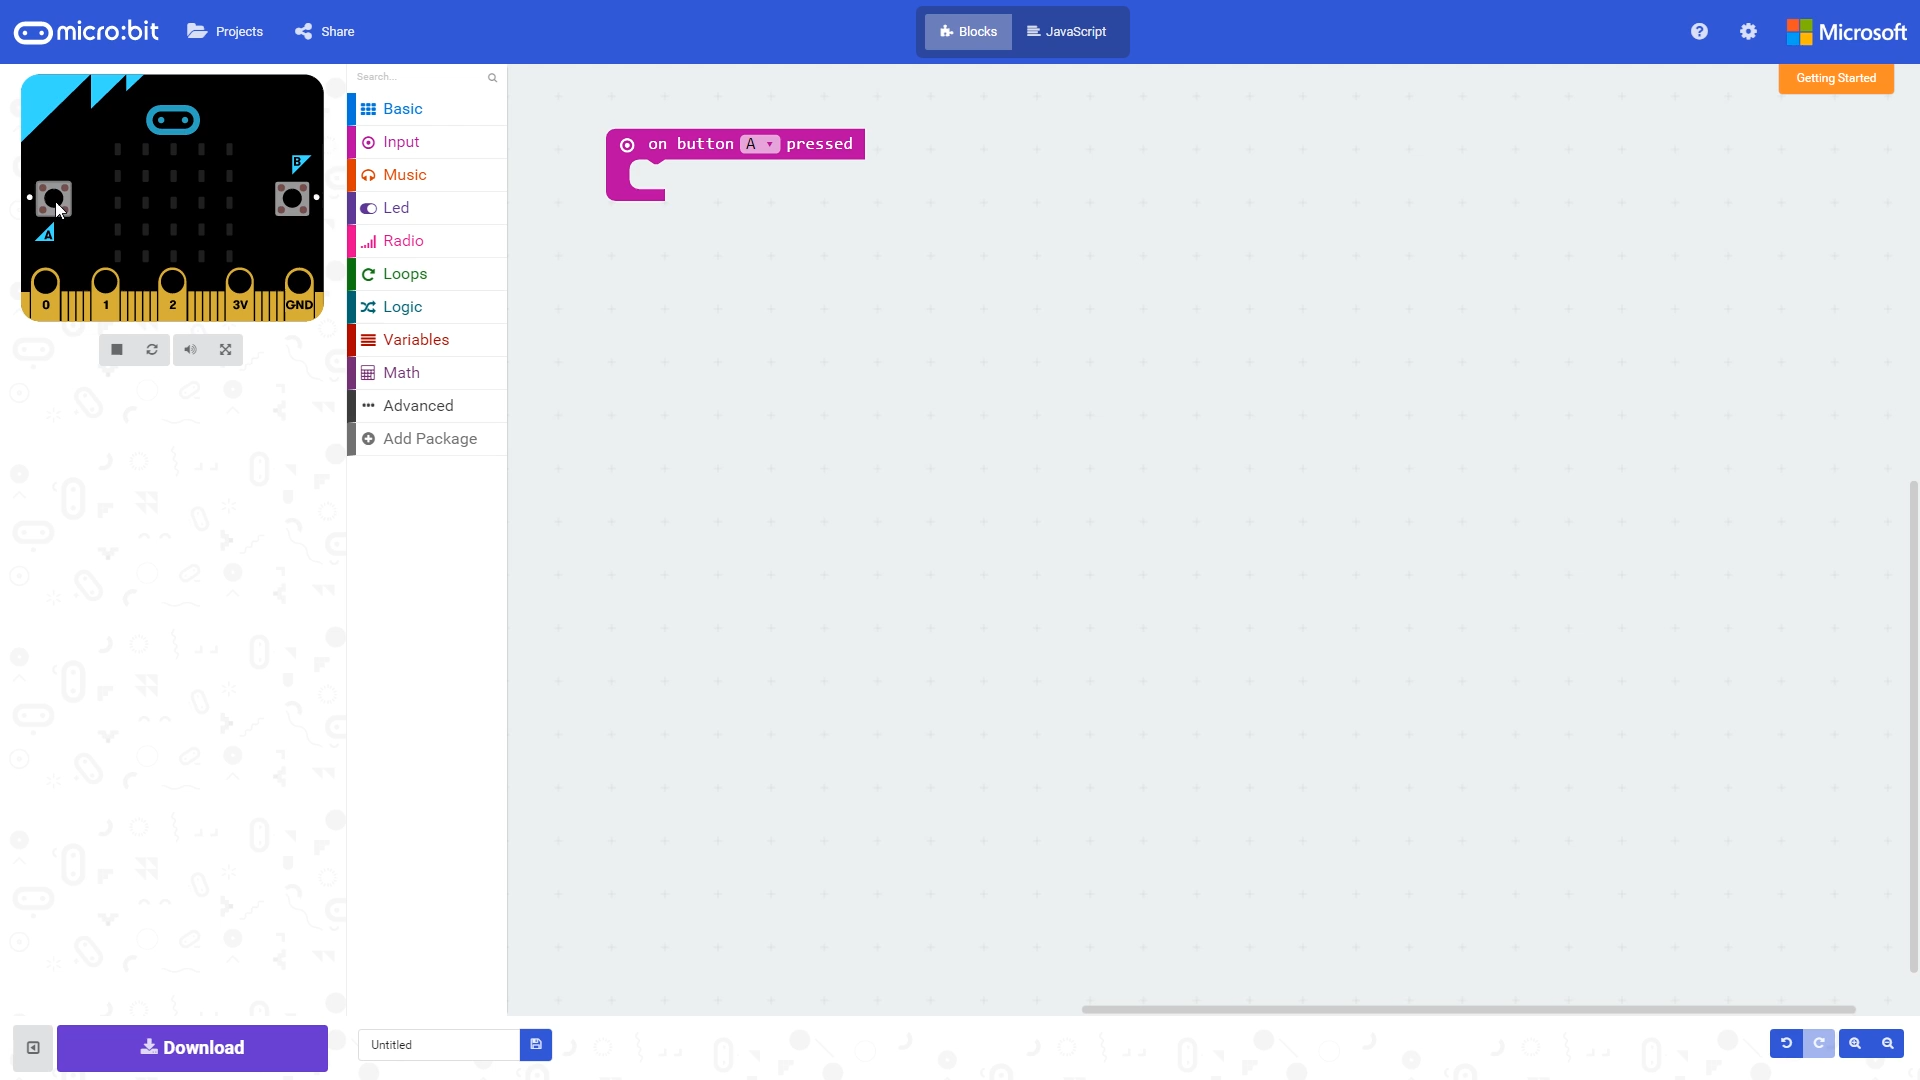 micro:bit Projects Share Blocks JavaScript Microsoft
Getting Started
Search...
Basic
Input
Music
Led
Radio
Loops
Logic
Variables
Math
Advanced
Add Package
on button A pressed
B
A
0 1 2 3V GND
Download
Untitled